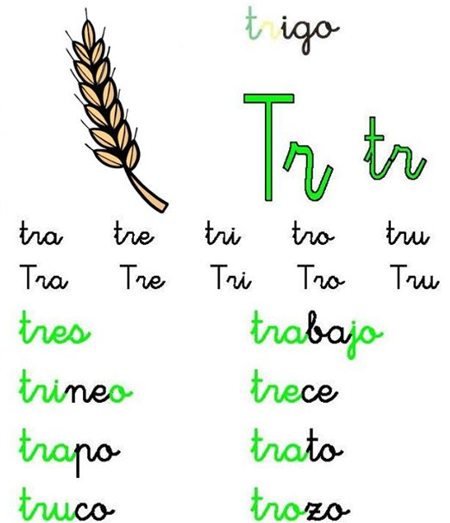 trigo
Tr tr
tra tre tri tro tru
Tra Tre Tri Tro Tru
tres trabajo
trineo trece
trapo trato
truco trozo